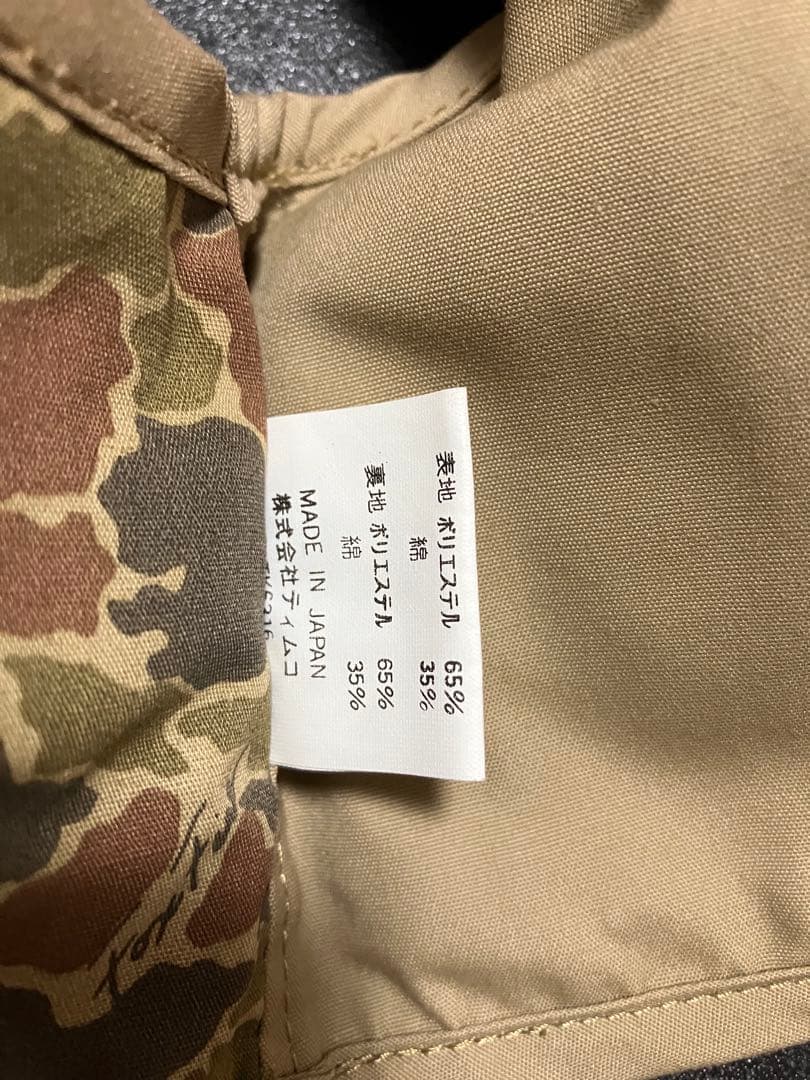 表地 ポリエステル 65%
綿 35%
裏地 ポリエステル 65%
綿 35%
MADE IN JAPAN
株式会社ティムコ